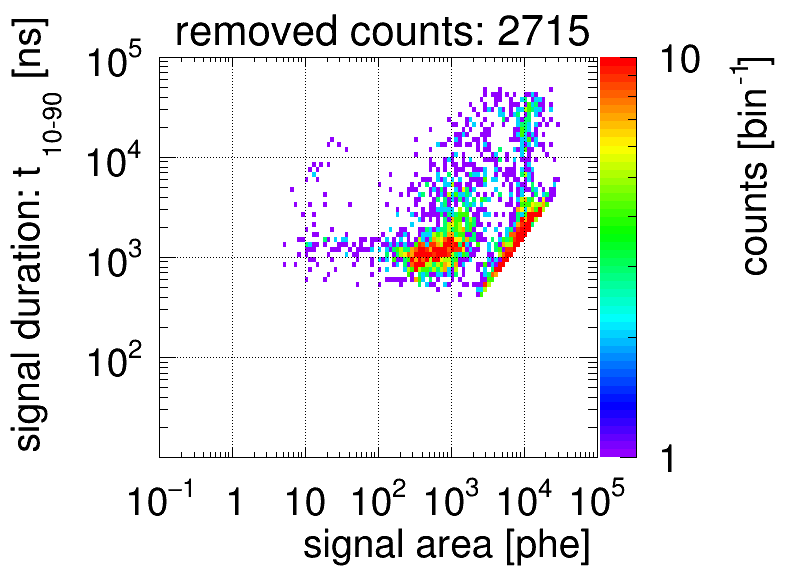 removed counts: 2715
signal duration: t 10-90 [ns]
10^5
10^4
10^3
10^2
10^−1 1 10 10^2 10^3 10^4 10^5
signal area [phe]
10
1
counts [bin^-1]